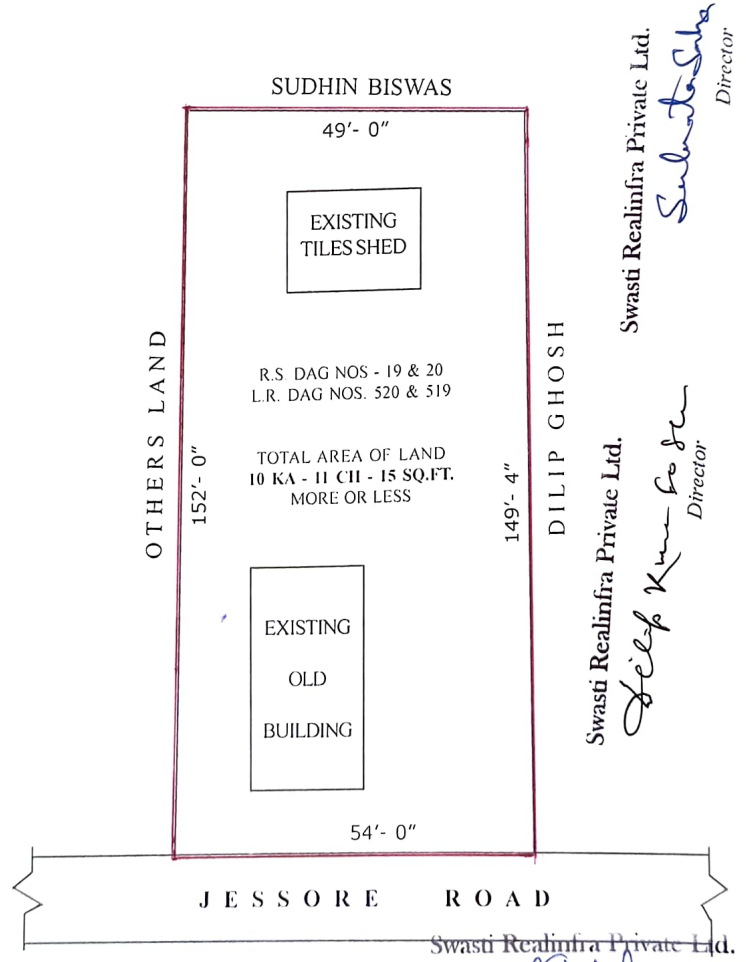 SUDHIN BISWAS
49'- 0"
EXISTING
TILES SHED
R.S. DAG NOS - 19 & 20
L.R. DAG NOS. 520 & 519
TOTAL AREA OF LAND
10 KA - 11 CH - 15 SQ.FT.
MORE OR LESS
OTHERS LAND
152'- 0"
149'- 4"
DILIP GHOSH
EXISTING
OLD
BUILDING
54'- 0"
JESSORE ROAD
Swasti Realinfra Private Ltd.
Director
Swasti Realinfra Private Ltd.
Dilip Kumar
Director
Swasti Realinfra Private Ltd.